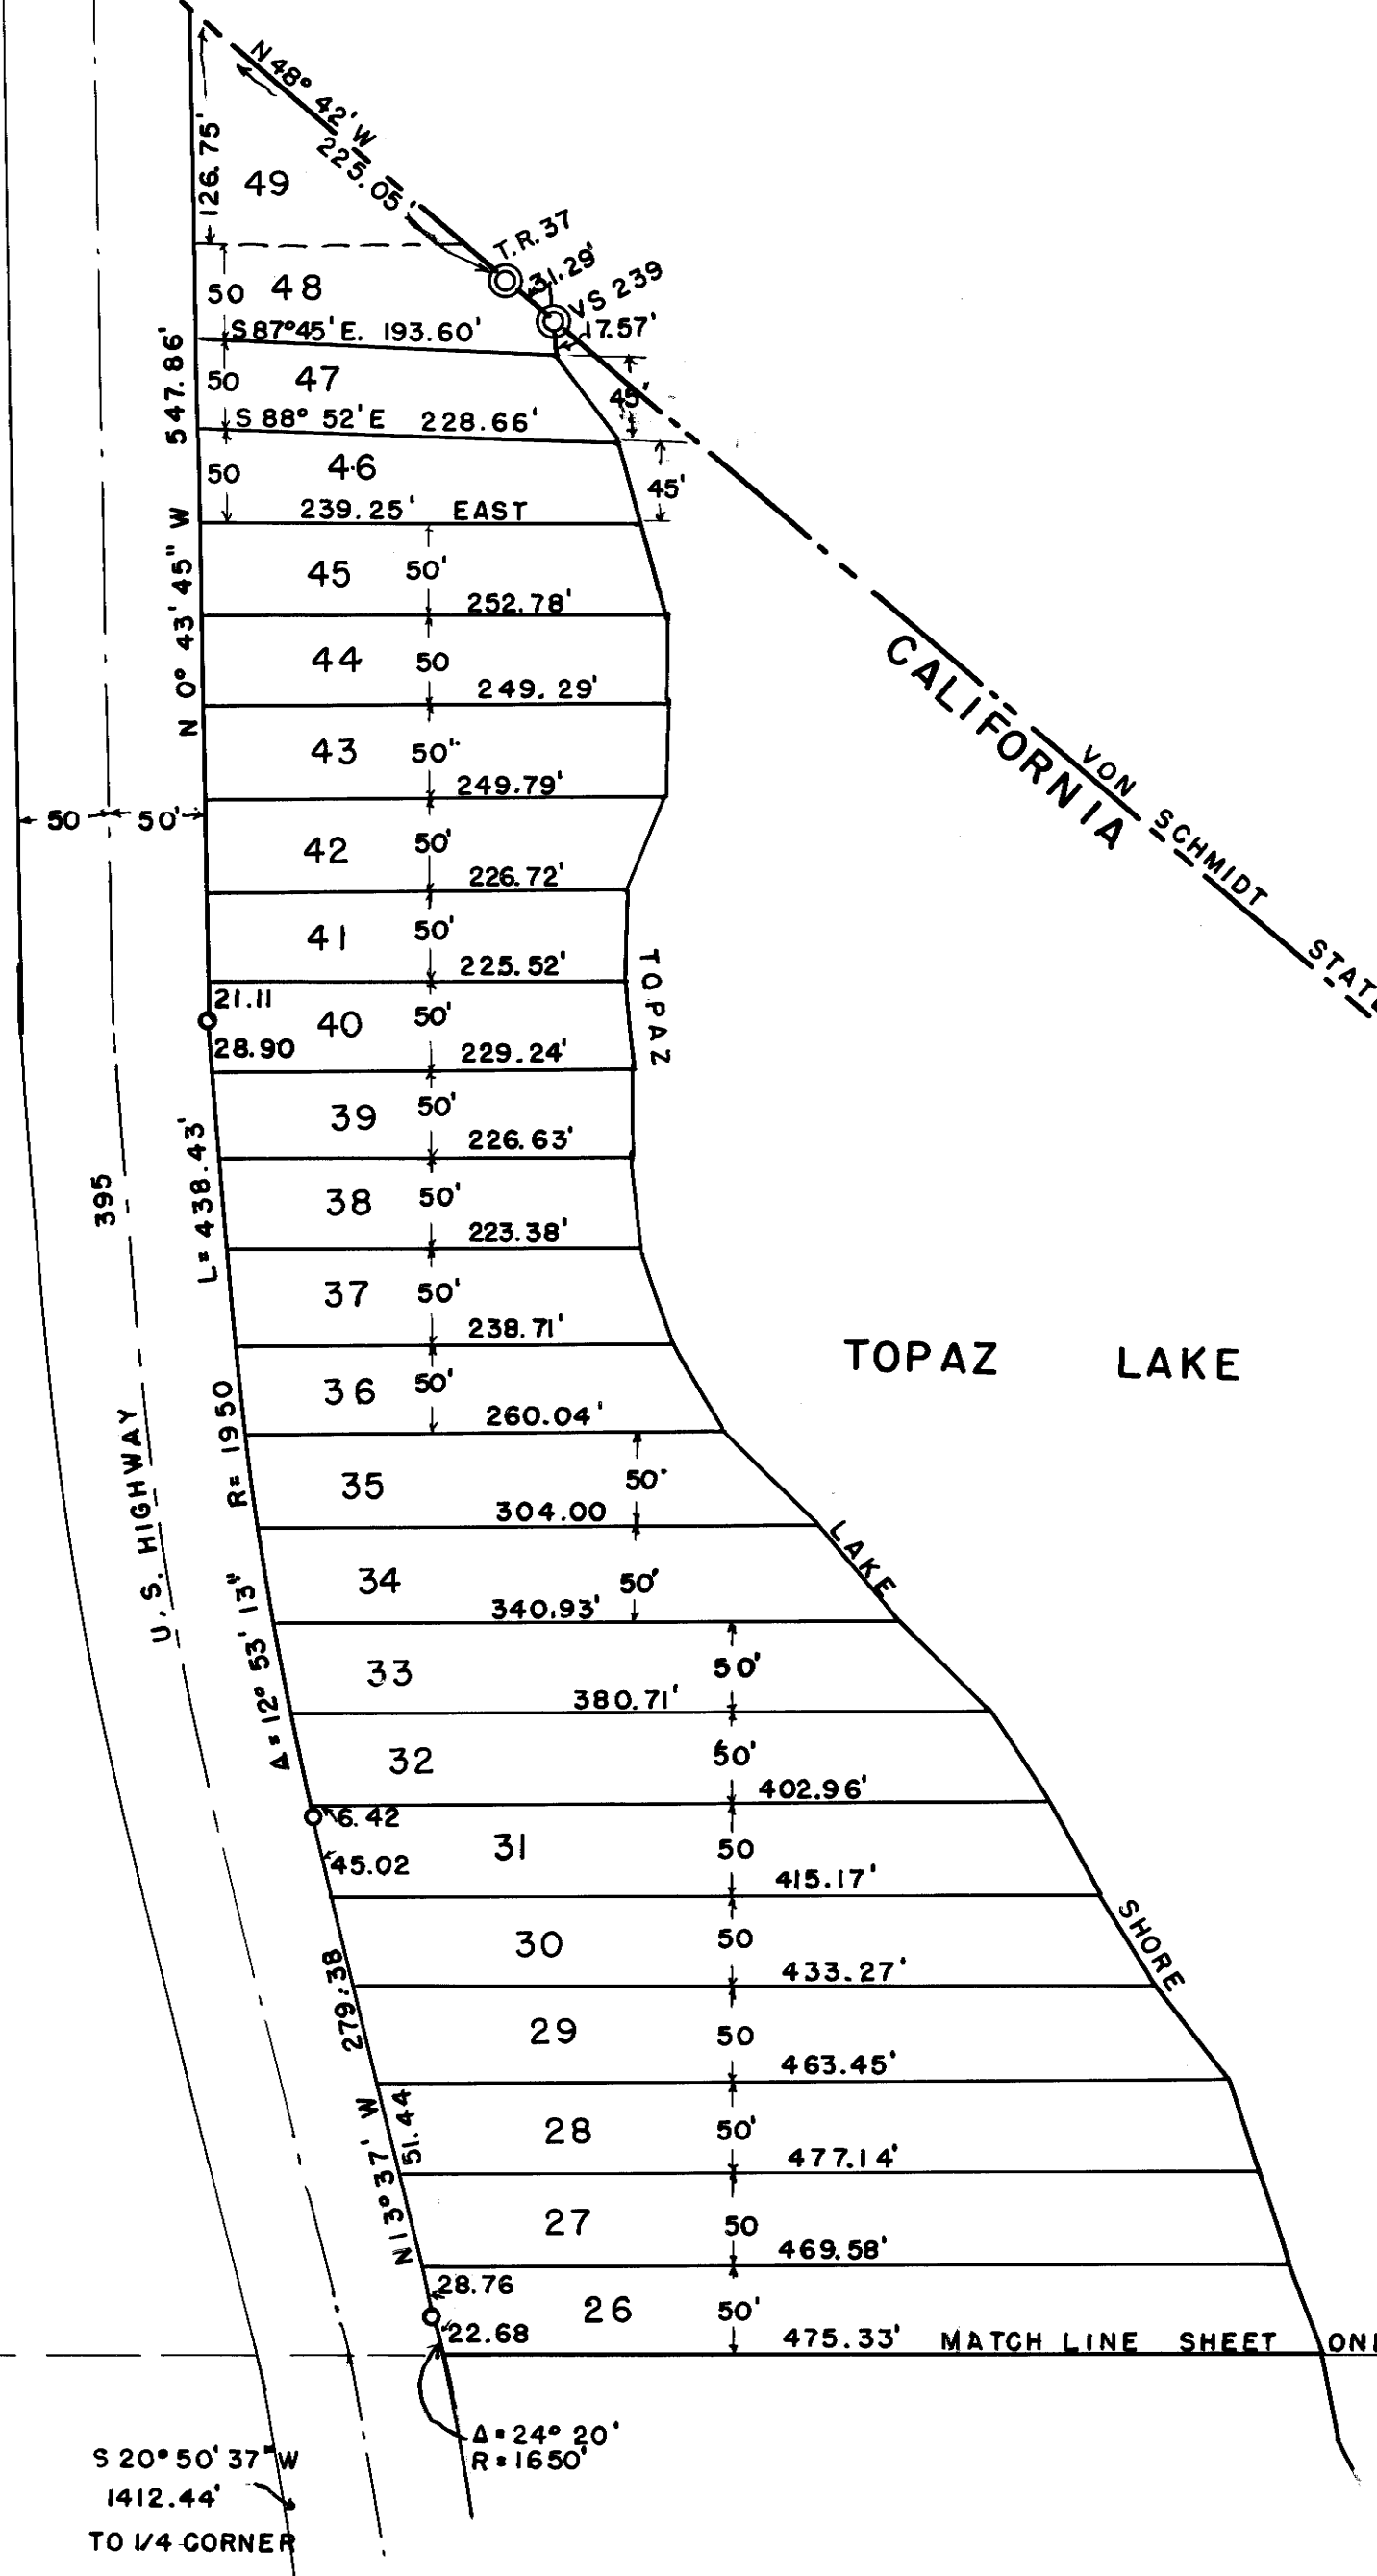 N 48° 42' W
225.05'
126.75'
49
T.R. 37
31.29'
VS 239
17.57'
50 48
S 87° 45' E. 193.60'
547.86'
50 47
45'
S 88° 52' E 228.66'
50 46
45'
239.25' EAST
N 0° 43' 45" W
45 50'
252.78'
44 50
249.29'
CALIFORNIA
43 50'
249.79'
VON SCHMIDT
50 50'
42 50'
226.72'
41 50'
225.52'
TOPAZ
21.11
40 50'
28.90
229.24'
39 50'
226.63'
L= 438.43'
395
38 50'
223.38'
37 50'
238.71'
TOPAZ LAKE
36 50'
260.04'
R= 1950
U.S. HIGHWAY
35 50'
304.00
LAKE
34 50'
340.93'
Δ = 12° 53' 13"
33 50'
380.71'
32 50'
402.96'
6.42
31 50
45.02
415.17'
SHORE
30 50
433.27'
279.38
29 50
463.45'
N 13° 37' W
51.44
28 50'
477.14'
27 50
469.58'
28.76
26 50'
22.68
475.33' MATCH LINE SHEET
Δ = 24° 20'
R = 1650'
S 20° 50' 37" W
1412.44'
TO 1/4 CORNER